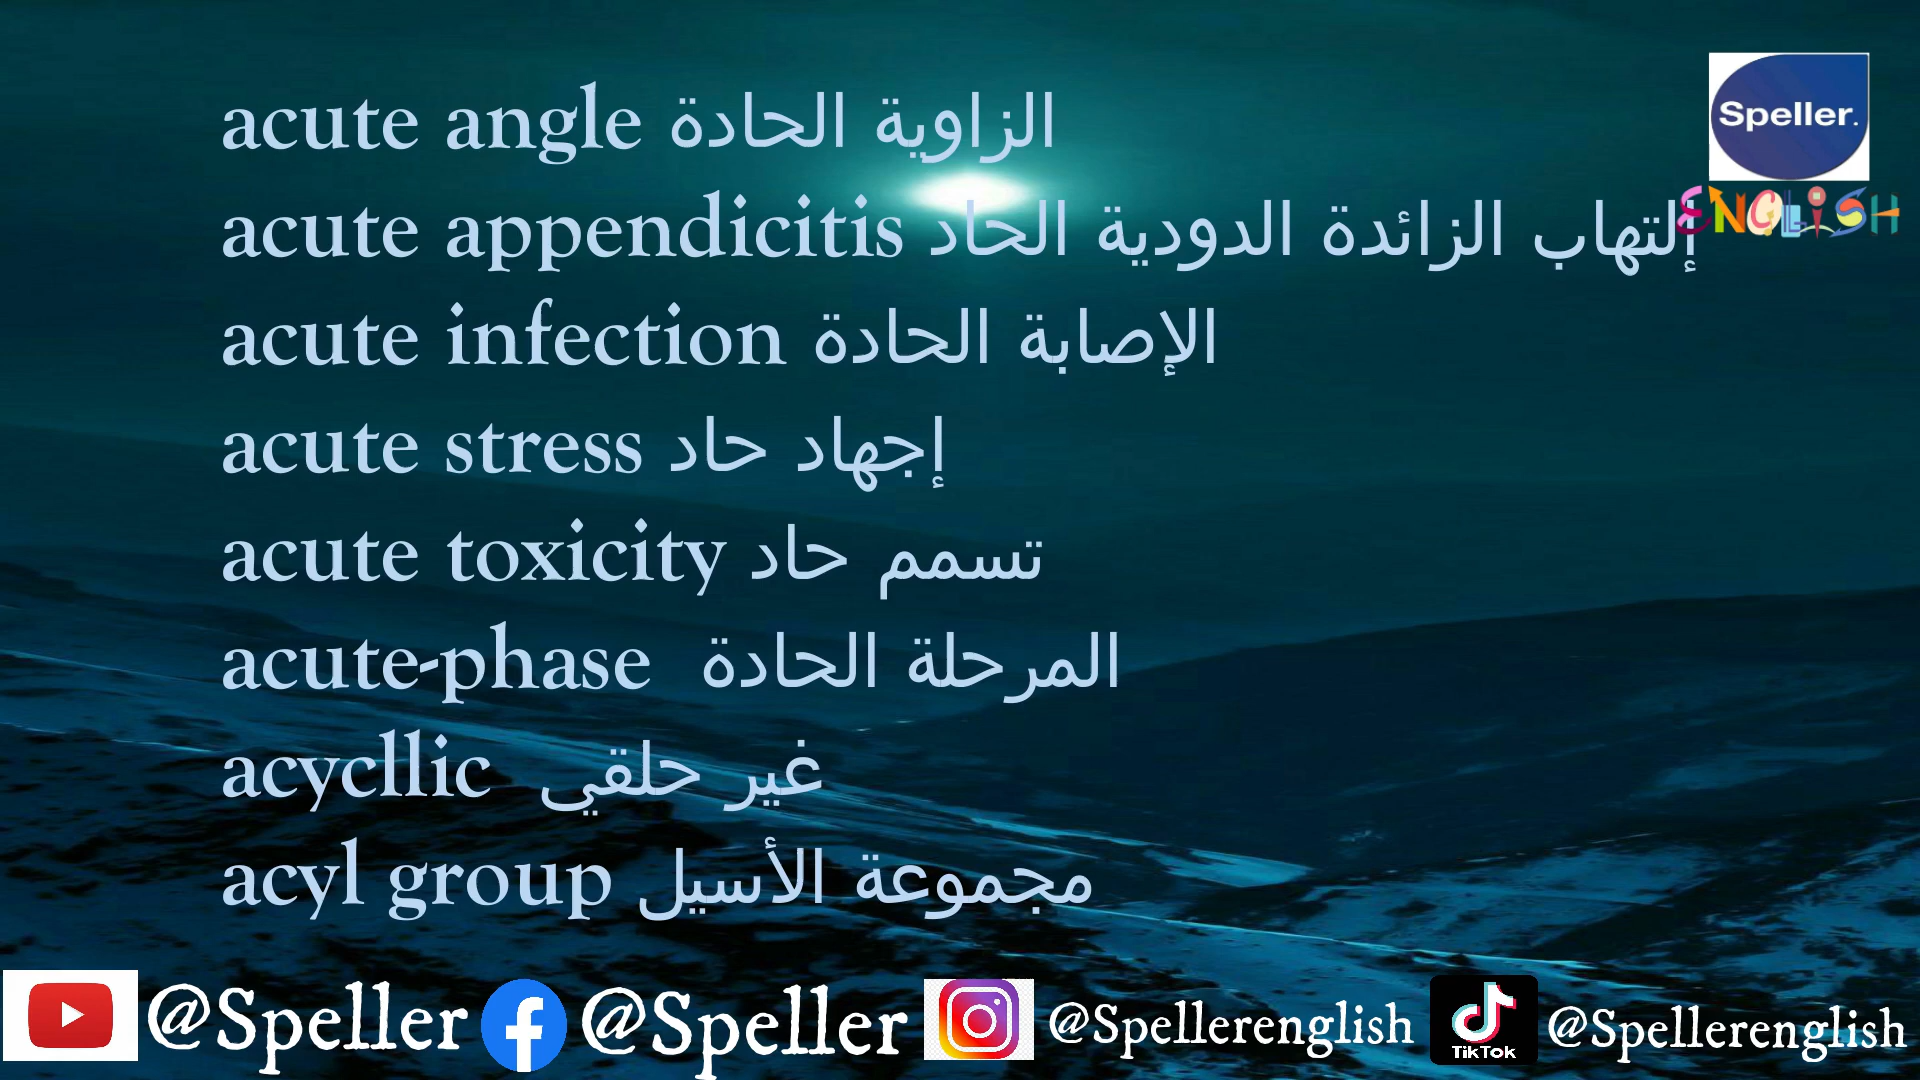 Speller.
ENGLISH
acute angle الزاوية الحادة
acute appendicitis إلتهاب الزائدة الدودية الحاد
acute infection الإصابة الحادة
acute stress إجهاد حاد
acute toxicity تسمم حاد
acute-phase المرحلة الحادة
acycllic غير حلقي
acyl group مجموعة الأسيل
@Speller @Speller @Spellerenglish TikTok @Spellerenglish